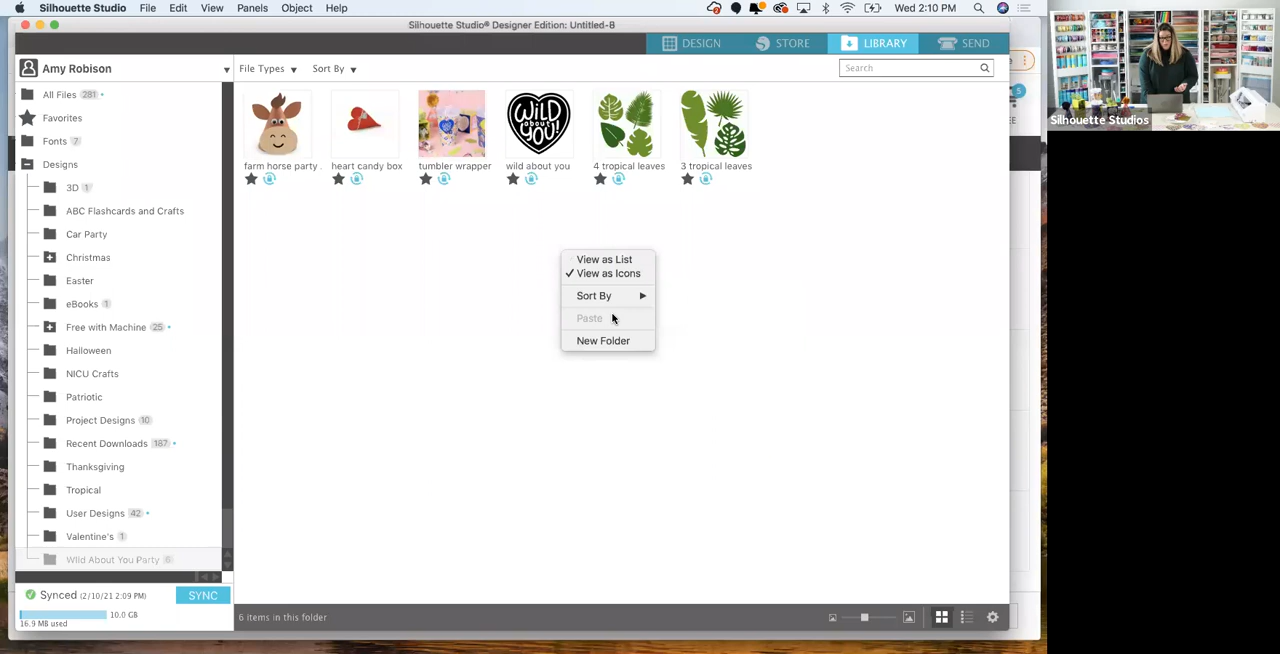 Silhouette Studio File Edit View Panels Object Help Wed 2:10 PM
Silhouette Studio® Designer Edition: Untitled-8
DESIGN STORE LIBRARY SEND
Amy Robison
File Types Sort By Search
All Files 281
Favorites
Fonts 7
Designs
3D 1
ABC Flashcards and Crafts
Car Party
Christmas
Easter
eBooks 1
Free with Machine 25
Halloween
NICU Crafts
Patriotic
Project Designs 10
Recent Downloads 187
Thanksgiving
Tropical
User Designs 42
Valentine's 1
Wild About You Party 6
Synced (2/10/21 2:09 PM) SYNC
10.0 GB
16.9 MB used
WILD
ABOUT
YOU!
farm horse party heart candy box tumbler wrapper wild about you 4 tropical leaves 3 tropical leaves
View as List
View as Icons
Sort By
Paste
New Folder
6 items in this folder
5
Silhouette Studios